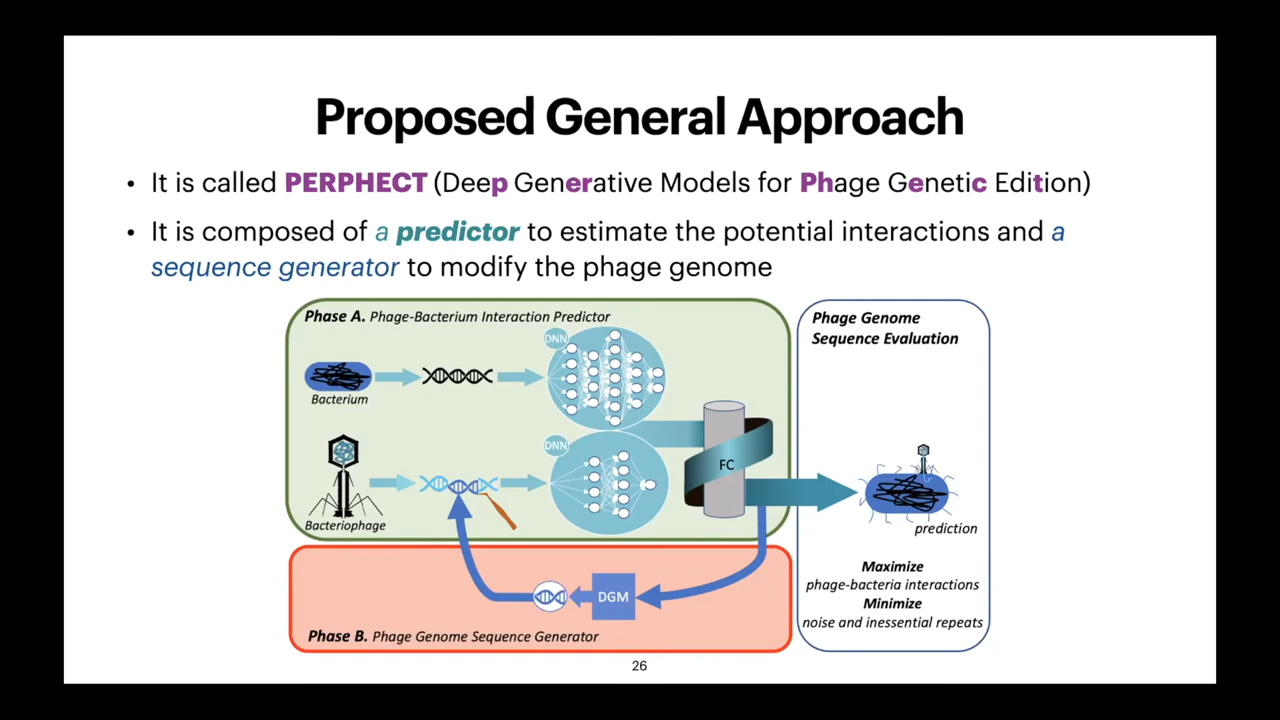 Proposed General Approach
• It is called PERPHECT (Deep Generative Models for Phage Genetic Edition)
• It is composed of a predictor to estimate the potential interactions and a
sequence generator to modify the phage genome
Phase A. Phage-Bacterium Interaction Predictor
Phage Genome
Sequence Evaluation
DNN
Bacterium
DNN
FC
Bacteriophage
prediction
Maximize
phage-bacteria interactions
Minimize
noise and inessential repeats
DGM
Phase B. Phage Genome Sequence Generator
26